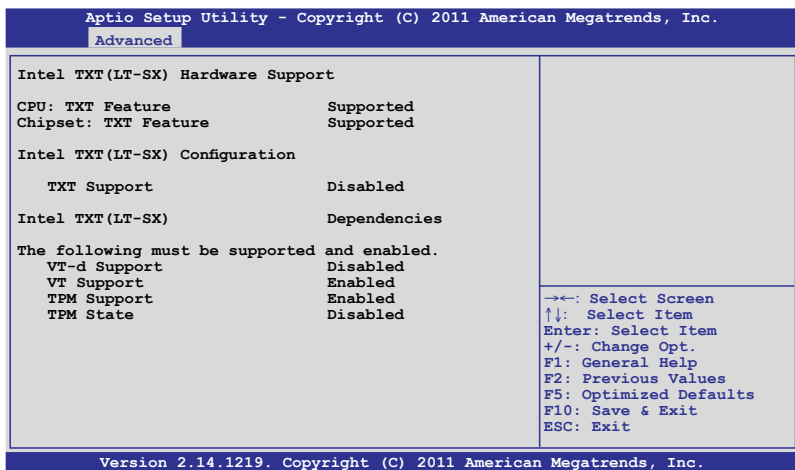 Aptio Setup Utility - Copyright (C) 2011 American Megatrends, Inc.
Advanced
Intel TXT(LT-SX) Hardware Support
CPU: TXT Feature Supported
Chipset: TXT Feature Supported
Intel TXT(LT-SX) Configuration
TXT Support Disabled
Intel TXT(LT-SX) Dependencies
The following must be supported and enabled.
VT-d Support Disabled
VT Support Enabled
TPM Support Enabled
TPM State Disabled
→←: Select Screen
↑↓: Select Item
Enter: Select Item
+/-: Change Opt.
F1: General Help
F2: Previous Values
F5: Optimized Defaults
F10: Save & Exit
ESC: Exit
Version 2.14.1219. Copyright (C) 2011 American Megatrends, Inc.